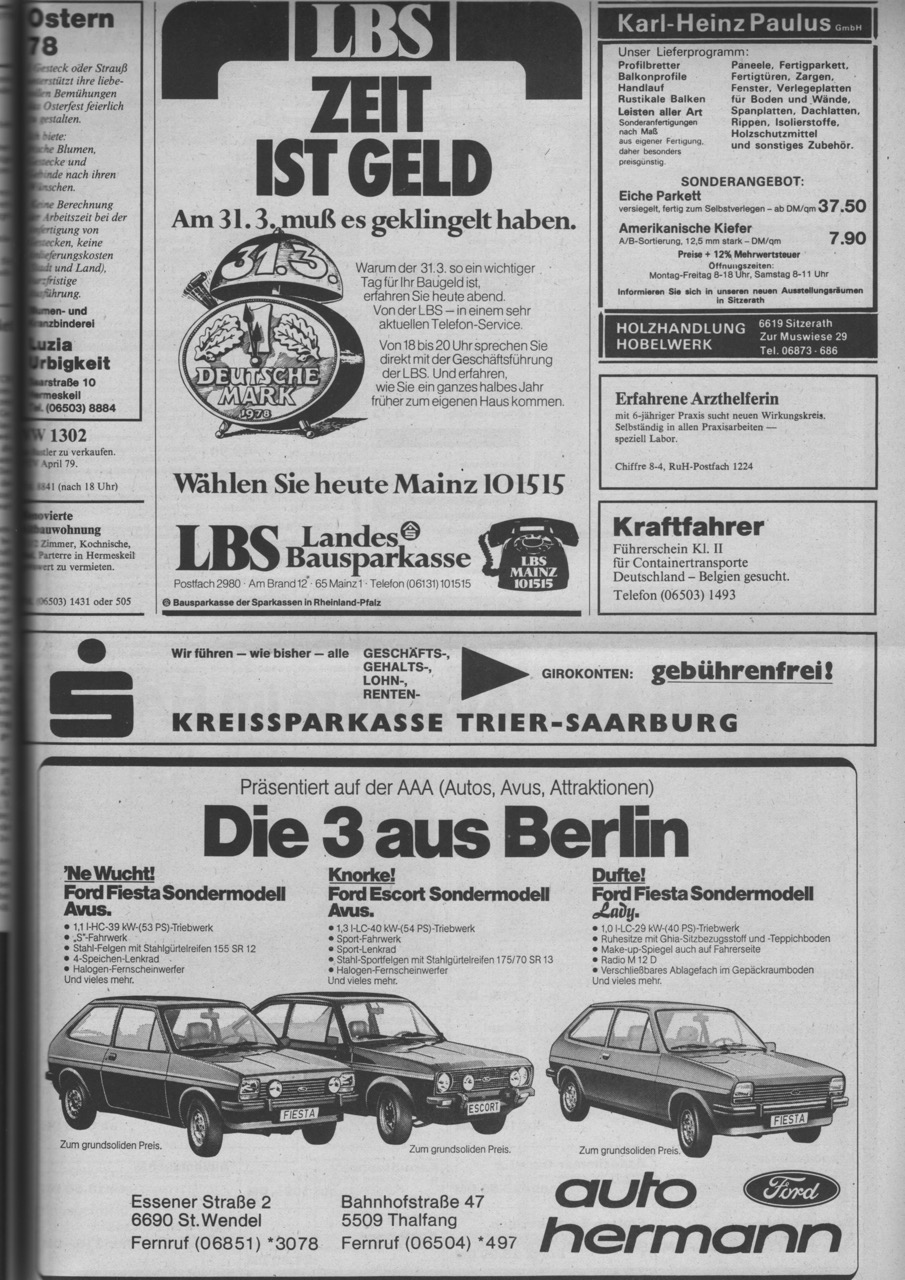 Ostern
78
Gesteck oder Strauß
unterstützt ihre liebe-
Bemühungen
Osterfest feierlich
gestalten.
biete:
Blumen,
und
nach ihren
Wünschen.
Keine Berechnung
Arbeitszeit bei der
Anfertigung von
Gestecken, keine
Lieferungskosten
(Stadt und Land),
kurzfristige
Ausführung.
Blumen- und
Kranzbinderei
Luzia
Urbigkeit
Saarstraße 10
Hermeskeil
Tel. (06503) 8884
VW 1302
zu verkaufen.
April 79.
841 (nach 18 Uhr)
Zimmer, Kochnische,
Parterre in Hermeskeil
zu vermieten.
(06503) 1431 oder 505
LBS
ZEIT
IST GELD
Am 31. 3. muß es geklingelt haben.
31.3.
1
DEUTSCHE
MARK
1978
Warum der 31. 3. so ein wichtiger
Tag für Ihr Baugeld ist,
erfahren Sie heute abend.
Von der LBS – in einem sehr
aktuellen Telefon-Service.
Von 18 bis 20 Uhr sprechen Sie
direkt mit der Geschäftsführung
der LBS. Und erfahren,
wie Sie ein ganzes halbes Jahr
früher zum eigenen Haus kommen.
Wählen Sie heute Mainz 101515
LBS Landes
Bausparkasse
LBS
MAINZ
101515
Postfach 2980 · Am Brand 12 · 65 Mainz 1 · Telefon (06131) 101515
Bausparkasse der Sparkassen in Rheinland-Pfalz
Karl-Heinz Paulus GmbH
Unser Lieferprogramm:
Profilbretter
Balkonprofile
Handlauf
Rustikale Balken
Leisten aller Art
Sonderanfertigungen
nach Maß
aus eigener Fertigung,
daher besonders
preisgünstig.
Paneele, Fertigparkett,
Fertigtüren, Zargen,
Fenster, Verlegeplatten
für Boden und Wände,
Spanplatten, Dachlatten,
Rippen, Isolierstoffe,
Holzschutzmittel
und sonstiges Zubehör.
SONDERANGEBOT:
Eiche Parkett
versiegelt, fertig zum Selbstverlegen – ab DM/qm 37.50
Amerikanische Kiefer
A/B-Sortierung, 12,5 mm stark – DM/qm 7.90
Preise + 12% Mehrwertsteuer
Öffnungszeiten:
Montag-Freitag 8-18 Uhr, Samstag 8-11 Uhr
Informieren Sie sich in unseren neuen Ausstellungsräumen
in Sitzerath
HOLZHANDLUNG
HOBELWERK
6619 Sitzerath
Zur Muswiese 29
Tel. 06873 · 686
Erfahrene Arzthelferin
mit 6-jähriger Praxis sucht neuen Wirkungskreis.
Selbständig in allen Praxisarbeiten —
speziell Labor.
Chiffre 8-4, RuH-Postfach 1224
Kraftfahrer
Führerschein Kl. II
für Containertransporte
Deutschland – Belgien gesucht.
Telefon (06503) 1493
Wir führen – wie bisher – alle GESCHÄFTS-,
GEHALTS-,
LOHN-,
RENTEN-
GIROKONTEN: gebührenfrei!
KREISSPARKASSE TRIER-SAARBURG
Präsentiert auf der AAA (Autos, Avus, Attraktionen)
Die 3 aus Berlin
'Ne Wucht!
Ford Fiesta Sondermodell
Avus.
• 1,1 l-HC-39 kW-(53 PS)-Triebwerk
• „S“-Fahrwerk
• Stahl-Felgen mit Stahlgürtelreifen 155 SR 12
• 4-Speichen-Lenkrad
• Halogen-Fernscheinwerfer
Und vieles mehr.
Knorke!
Ford Escort Sondermodell
Avus.
• 1,3 l-LC-40 kW-(54 PS)-Triebwerk
• Sport-Fahrwerk
Sport-Lenkrad
• Stahl-Sportfelgen mit Stahlgürtelreifen 175/70 SR 13
• Halogen-Fernscheinwerfer
Und vieles mehr.
Dufte!
Ford Fiesta Sondermodell
Lady.
• 1,0 l-LC-29 kW-(40 PS)-Triebwerk
• Ruhesitze mit Ghia-Sitzbezugsstoff und -Teppichboden
• Make-up-Spiegel auch auf Fahrerseite
• Radio M 12 D
• Verschließbares Ablagefach im Gepäckraumboden
Und vieles mehr.
FIESTA
ESCORT
FIESTA
Zum grundsoliden Preis.
Zum grundsoliden Preis.
Zum grundsoliden Preis.
Essener Straße 2
6690 St. Wendel
Fernruf (06851) *3078
Bahnhofstraße 47
5509 Thalfang
Fernruf (06504) *497
auto
hermann
Ford